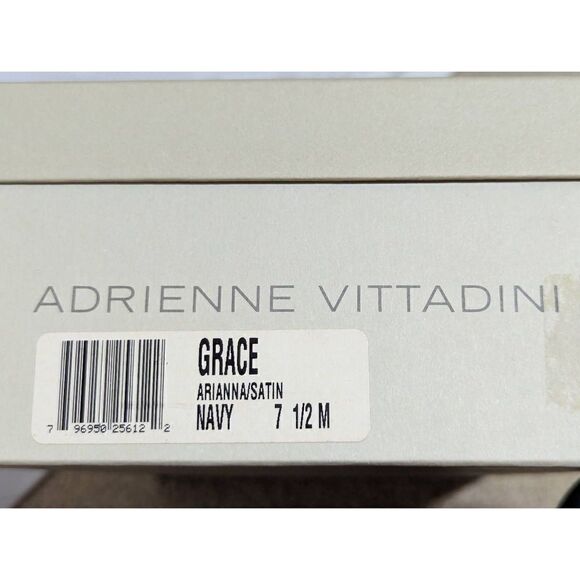 ADRIENNE VITTADINI
GRACE
ARIANNA/SATIN
NAVY 7 1/2 M
7 96950 25612 2